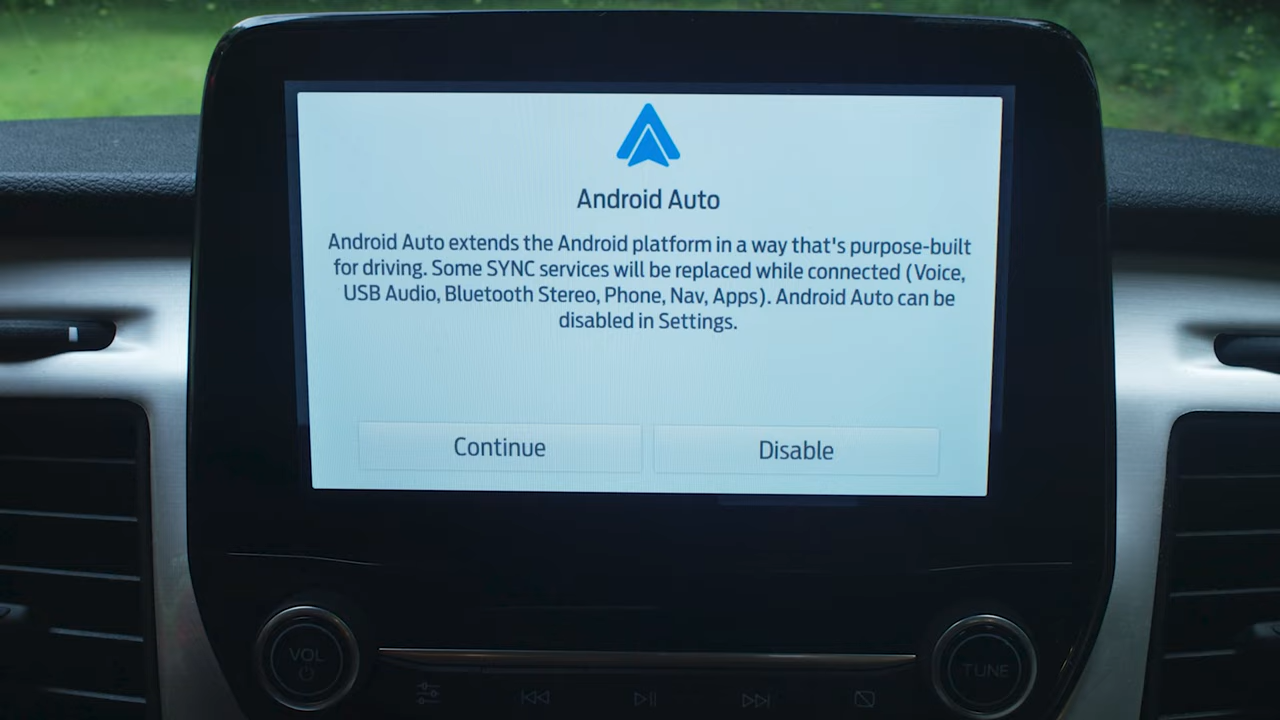 Android Auto
Android Auto extends the Android platform in a way that's purpose-built
for driving. Some SYNC services will be replaced while connected (Voice,
USB Audio, Bluetooth Stereo, Phone, Nav, Apps). Android Auto can be
disabled in Settings.
Continue
Disable
VOL
TUNE